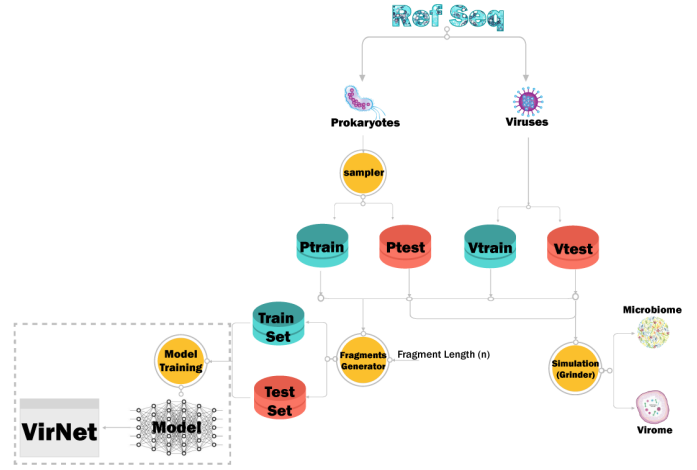 Ref Seq
Prokaryotes
Viruses
sampler
Ptrain
Ptest
Vtrain
Vtest
Microbiome
Train
Set
Model
Training
Fragments
Generator
Fragment Length (n)
Simulation
(Grinder)
Test
Set
VirNet
Model
Virome